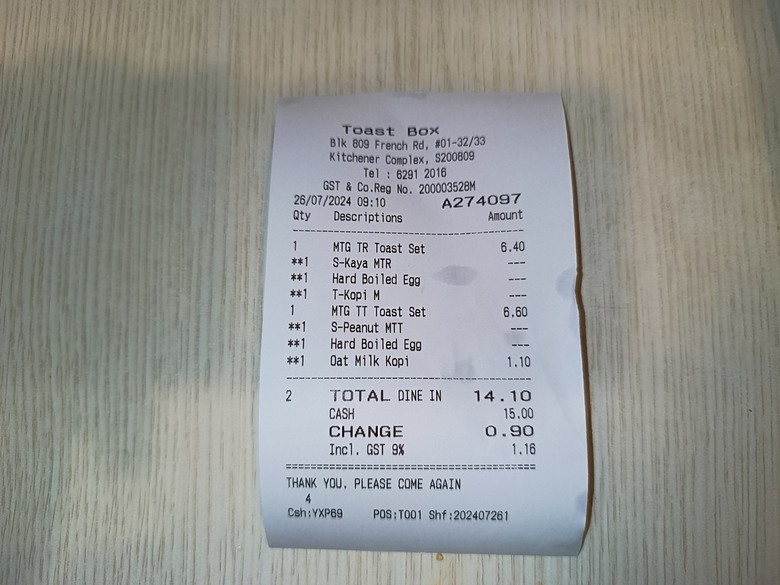 Toast Box
Blk 809 French Rd, #01-32/33
Kitchener Complex, S200809
Tel : 6291 2016
GST & Co.Reg No. 200003528M
26/07/2024 09:10 A274097
Qty Descriptions Amount
1 MTG TR Toast Set 6.40
**1 S-Kaya MTR ---
**1 Hard Boiled Egg ---
**1 T-Kopi M ---
1 MTG TT Toast Set 6.60
**1 S-Peanut MTT ---
**1 Hard Boiled Egg ---
**1 Oat Milk Kopi 1.10
2 TOTAL DINE IN 14.10
CASH 15.00
CHANGE 0.90
Incl. GST 9% 1.16
THANK YOU, PLEASE COME AGAIN
4
Csh:YXP69 POS:T001 Shf:202407261